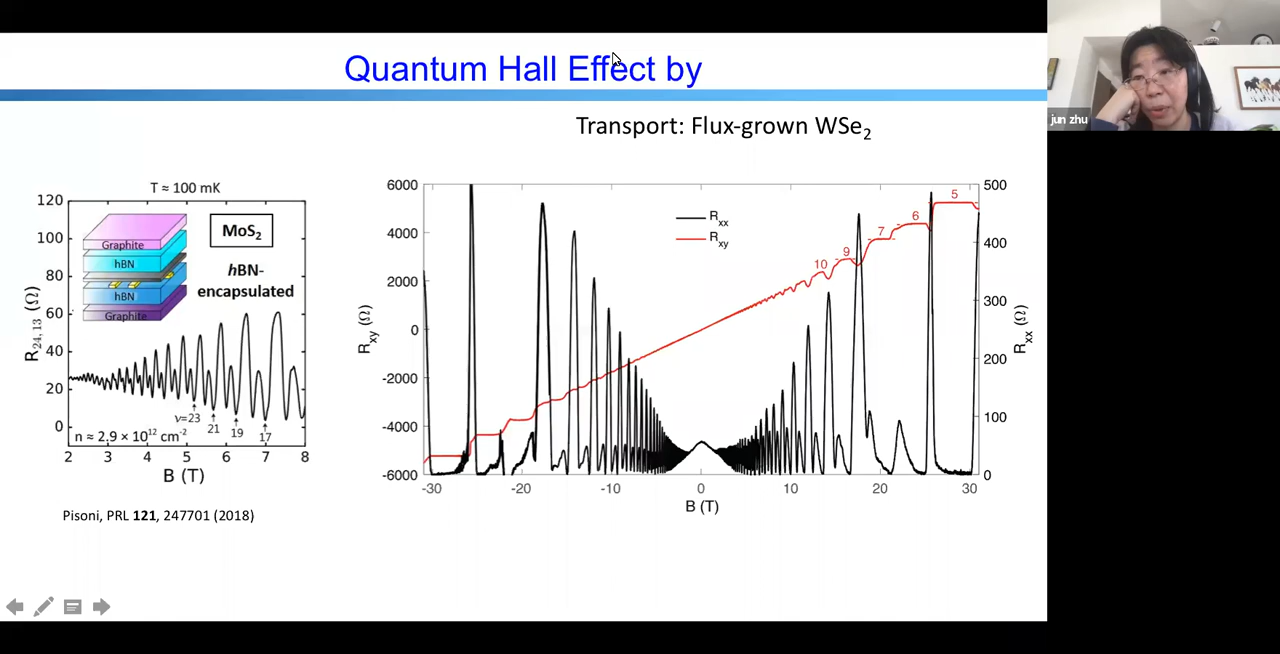 Quantum Hall Effect by
jun zhu
Transport: Flux-grown WSe₂
T ≈ 100 mK
120
100
80
60
40
20
0
R₂₄,₁₃ (Ω)
Graphite
hBN
hBN
Graphite
MoS₂
hBN-
encapsulated
ν=23
21
19
17
n ≈ 2.9 × 10¹² cm⁻²
2 3 4 5 6 7 8
B (T)
Pisoni, PRL 121, 247701 (2018)
6000
4000
2000
0
-2000
-4000
-6000
Rxy (Ω)
Rxx
Rxy
10
9
7
6
5
500
400
300
200
100
0
Rxx (Ω)
-30 -20 -10 0 10 20 30
B (T)